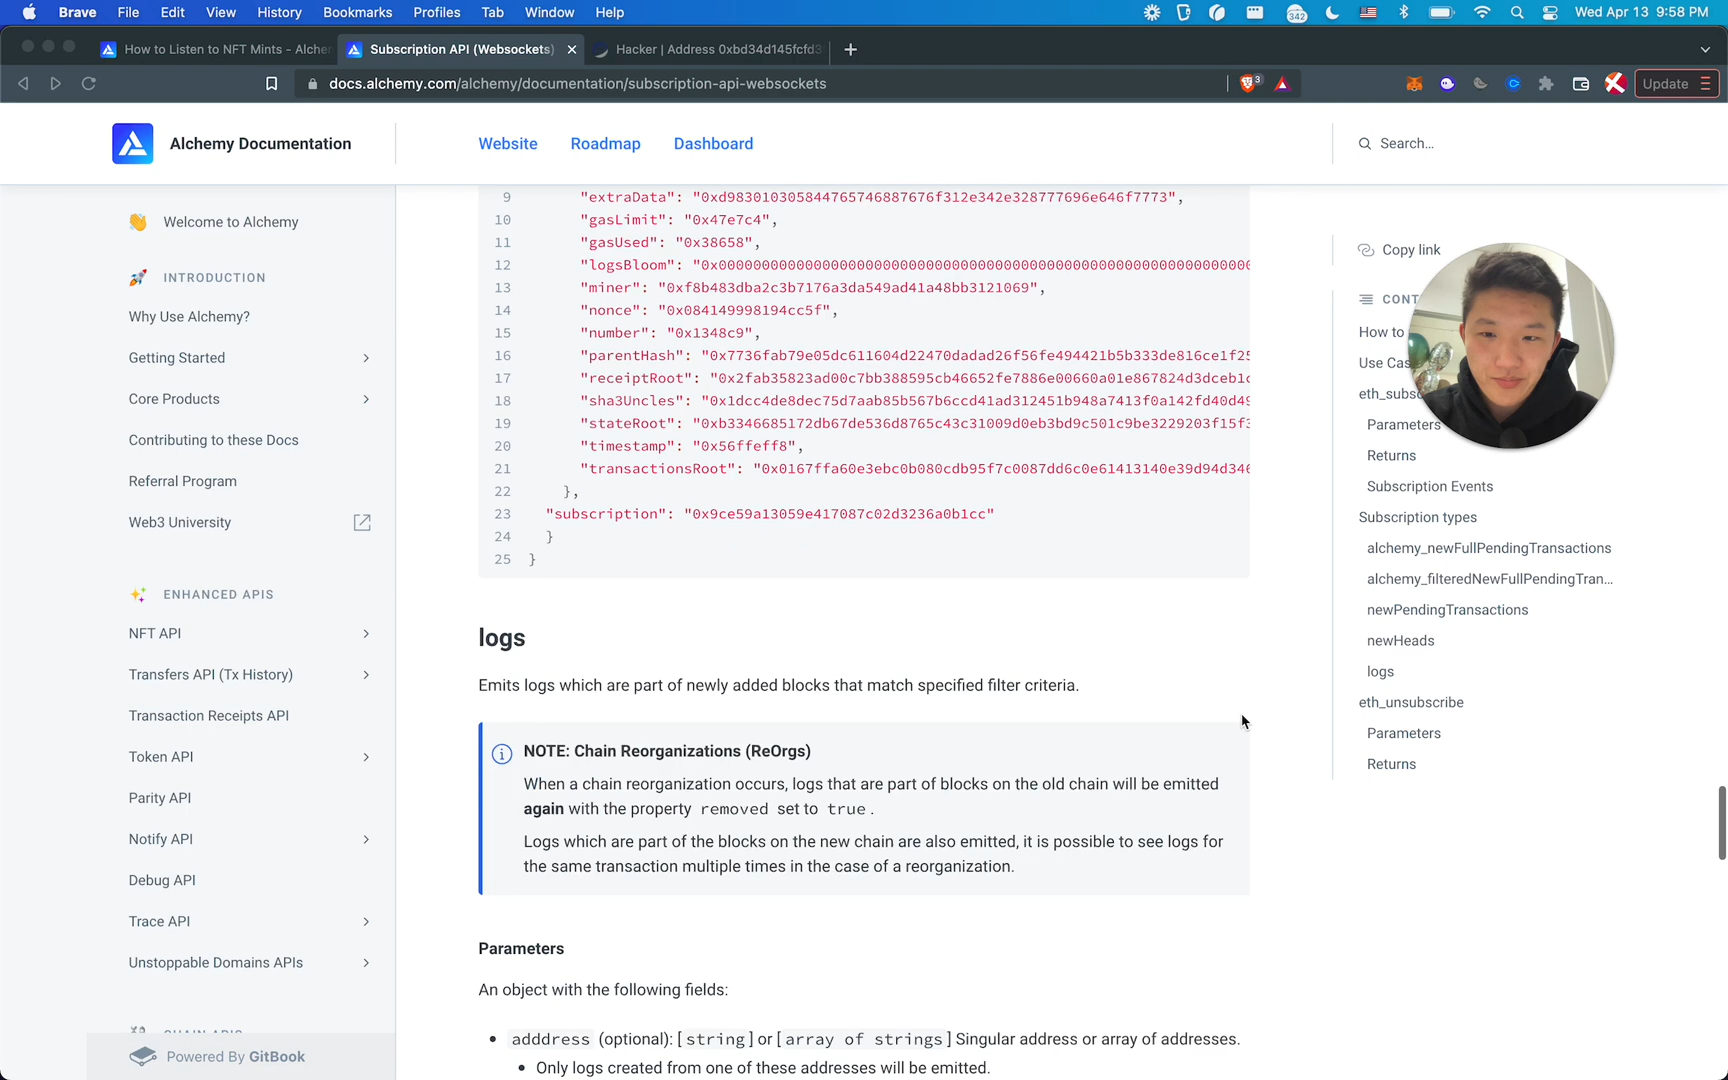 Brave File Edit View History Bookmarks Profiles Tab Window Help
342
Wed Apr 13 9:58 PM
How to Listen to NFT Mints - Alche
Subscription API (Websockets)
Hacker | Address 0xbd34d145fcfd3
docs.alchemy.com/alchemy/documentation/subscription-api-websockets
3
Update
Alchemy Documentation
Website
Roadmap
Dashboard
Search...
Welcome to Alchemy
INTRODUCTION
Why Use Alchemy?
Getting Started
Core Products
Contributing to these Docs
Referral Program
Web3 University
ENHANCED APIS
NFT API
Transfers API (Tx History)
Transaction Receipts API
Token API
Parity API
Notify API
Debug API
Trace API
Unstoppable Domains APIs
Powered By GitBook
9 "extraData": "0xd983010305844765746887676f312e342e328777696e646f7773",
10 "gasLimit": "0x47e7c4",
11 "gasUsed": "0x38658",
12 "logsBloom":
13 "miner": "0xf8b483dba2c3b7176a3da549ad41a48bb3121069",
14 "nonce": "0x084149998194cc5f",
15 "number": "0x1348c9",
16 "parentHash": "0x7736fab79e05dc611604d22470dadad26f56fe494421b5b333de816ce1f25
17 "receiptRoot": "0x2fab35823ad00c7bb388595cb46652fe7886e00660a01e867824d3dceb1c
18 "sha3Uncles": "0x1dcc4de8dec75d7aab85b567b6ccd41ad312451b948a7413f0a142fd40d49
19 "stateRoot": "0xb3346685172db67de536d8765c43c31009d0eb3bd9c501c9be3229203f15f3
20 "timestamp": "0x56ffeff8",
21 "transactionsRoot": "0x0167ffa60e3ebc0b080cdb95f7c0087dd6c0e61413140e39d94d346
22 },
23 "subscription": "0x9ce59a13059e417087c02d3236a0b1cc"
24 }
25 }
logs
Emits logs which are part of newly added blocks that match specified filter criteria.
NOTE: Chain Reorganizations (ReOrgs)
When a chain reorganization occurs, logs that are part of blocks on the old chain will be emitted
again with the property removed set to true .
Logs which are part of the blocks on the new chain are also emitted, it is possible to see logs for
the same transaction multiple times in the case of a reorganization.
Parameters
An object with the following fields:
• adddress (optional): [ string ] or [ array of strings ] Singular address or array of addresses.
• Only logs created from one of these addresses will be emitted.
Copy link
CONT
How to
Use Cas
eth_subsc
Parameters
Returns
Subscription Events
Subscription types
alchemy_newFullPendingTransactions
alchemy_filteredNewFullPendingTran...
newPendingTransactions
newHeads
logs
eth_unsubscribe
Parameters
Returns